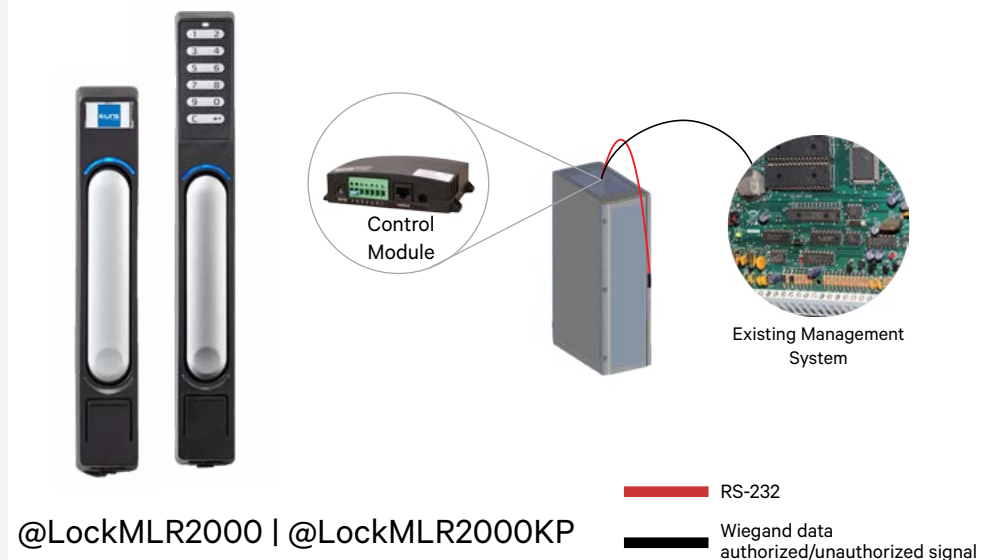 1 2
3 4
5 6
7 8
9 0
C
Control
Module
Existing Management
System
@LockMLR2000 | @LockMLR2000KP
RS-232
Wiegand data
authorized/unauthorized signal